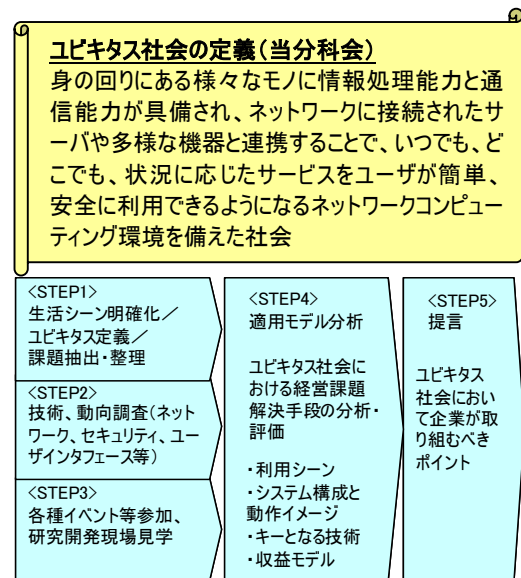 ユビキタス社会の定義(当分科会)
身の回りにある様々なモノに情報処理能力と通
信能力が具備され、ネットワークに接続されたサ
ーバや多様な機器と連携することで、いつでも、ど
こでも、状況に応じたサービスをユーザが簡単、
安全に利用できるようになるネットワークコンピュー
ティング環境を備えた社会
<STEP1>
生活シーン明確化/
ユビキタス定義/
課題抽出・整理
<STEP2>
技術、動向調査(ネット
ワーク、セキュリティ、ユー
ザインタフェース等)
<STEP3>
各種イベント等参加、
研究開発現場見学
<STEP4>
適用モデル分析
ユビキタス社会に
おける経営課題
解決手段の分析・
評価
・利用シーン
・システム構成と
動作イメージ
・キーとなる技術
・収益モデル
<STEP5>
提言
ユビキタス
社会におい
て企業が取
り組むべき
ポイント